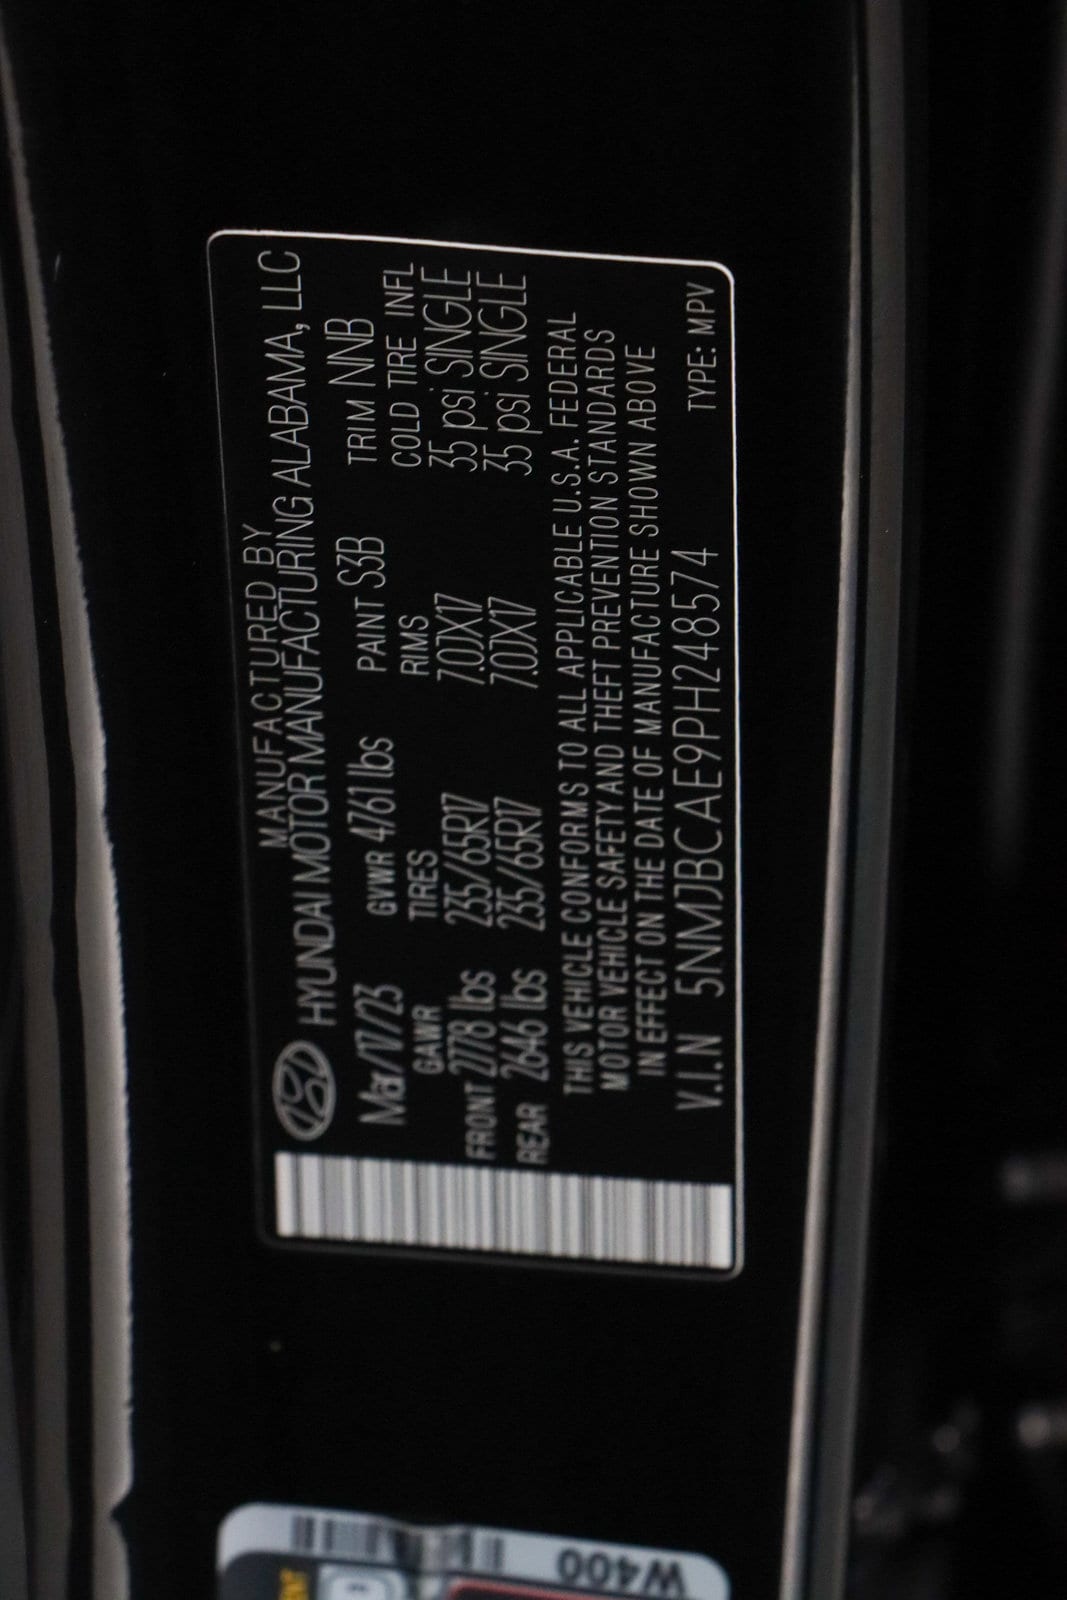 MANUFACTURED BY
HYUNDAI MOTOR MANUFACTURING ALABAMA, LLC
Mar/17/23 GVWR 4761 lbs PAINT S3B TRIM NNB
GAWR TIRES RIMS COLD TIRE INFL
FRONT 2778 lbs 235/65R17 7.0JX17 35 psi SINGLE
REAR 2646 lbs 235/65R17 7.0JX17 35 psi SINGLE
THIS VEHICLE CONFORMS TO ALL APPLICABLE U.S.A. FEDERAL
MOTOR VEHICLE SAFETY AND THEFT PREVENTION STANDARDS
IN EFFECT ON THE DATE OF MANUFACTURE SHOWN ABOVE
V.I.N 5NMJBCAE9PH248574 TYPE: MPV
W400